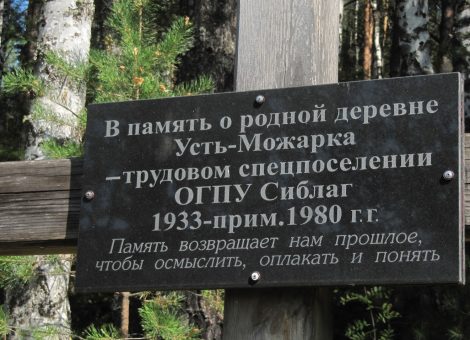 В память о родной деревне
Усть-Можарка
–трудовом спецпоселении
ОГПУ Сиблаг
1933-прим.1980 г.г.
Память возвращает нам прошлое,
чтобы осмыслить, оплакать и понять